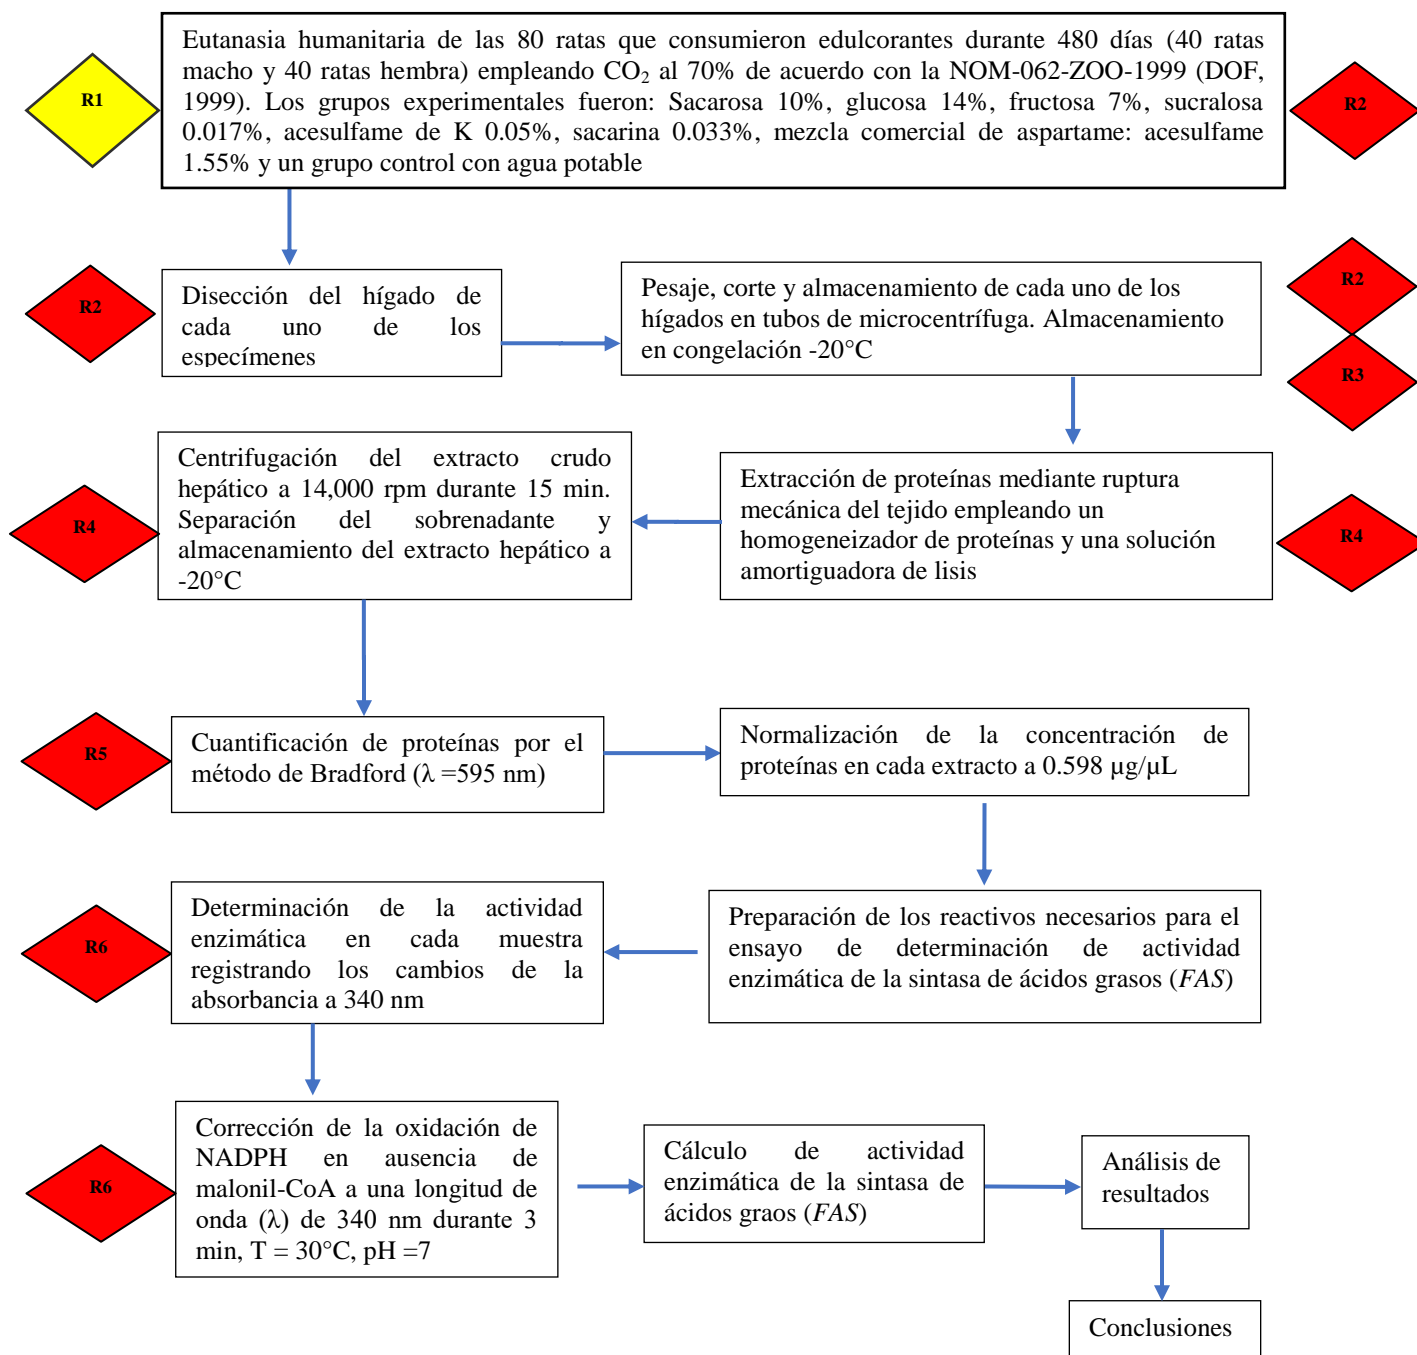 R1
Eutanasia humanitaria de las 80 ratas que consumieron edulcorantes durante 480 días (40 ratas
macho y 40 ratas hembra) empleando CO₂ al 70% de acuerdo con la NOM-062-ZOO-1999 (DOF,
1999). Los grupos experimentales fueron: Sacarosa 10%, glucosa 14%, fructosa 7%, sucralosa
0.017%, acesulfame de K 0.05%, sacarina 0.033%, mezcla comercial de aspartame: acesulfame
1.55% y un grupo control con agua potable
R2
R2
Disección del hígado de
cada uno de los
especímenes
Pesaje, corte y almacenamiento de cada uno de los
hígados en tubos de microcentrífuga. Almacenamiento
en congelación -20°C
R2
R3
R4
Centrifugación del extracto crudo
hepático a 14,000 rpm durante 15 min.
Separación del sobrenadante y
almacenamiento del extracto hepático a
-20°C
Extracción de proteínas mediante ruptura
mecánica del tejido empleando un
homogeneizador de proteínas y una solución
amortiguadora de lisis
R4
R5
Cuantificación de proteínas por el
método de Bradford (λ =595 nm)
Normalización de la concentración de
proteínas en cada extracto a 0.598 µg/µL
R6
Determinación de la actividad
enzimática en cada muestra
registrando los cambios de la
absorbancia a 340 nm
Preparación de los reactivos necesarios para el
ensayo de determinación de actividad
enzimática de la sintasa de ácidos grasos (FAS)
R6
Corrección de la oxidación de
NADPH en ausencia de
malonil-CoA a una longitud de
onda (λ) de 340 nm durante 3
min, T = 30°C, pH =7
Cálculo de actividad
enzimática de la sintasa de
ácidos graos (FAS)
Análisis de
resultados
Conclusiones